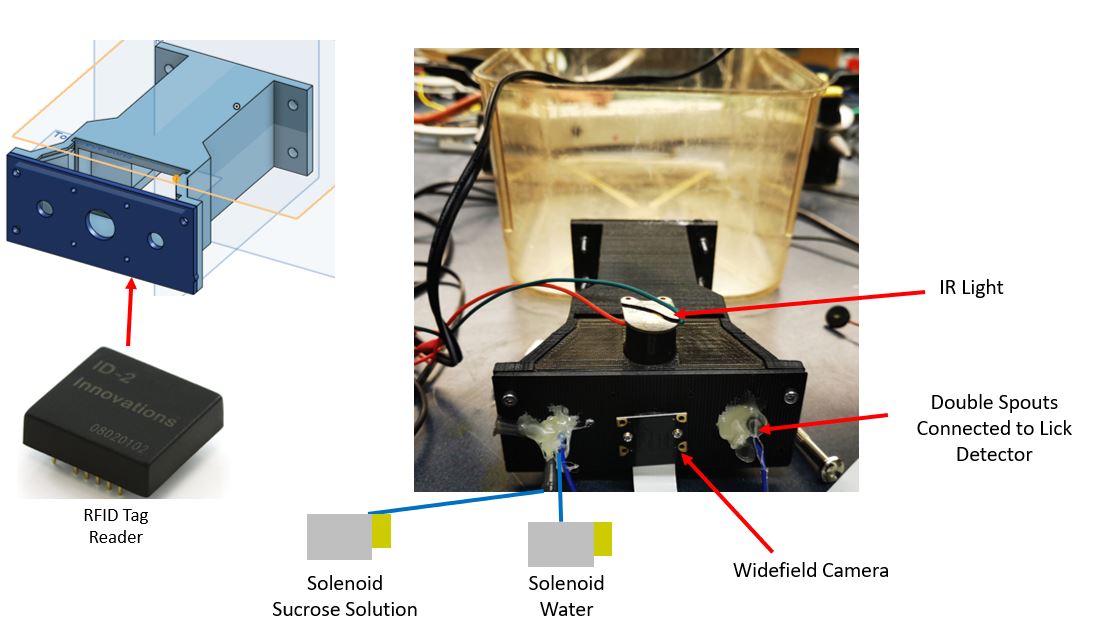 ID-2
Innovations
08020102
RFID Tag
Reader
IR Light
Double Spouts
Connected to Lick
Detector
Widefield Camera
Solenoid
Sucrose Solution
Solenoid
Water